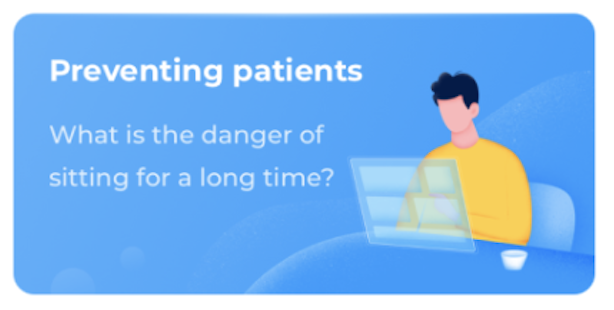 Preventing patients
What is the danger of
sitting for a long time?